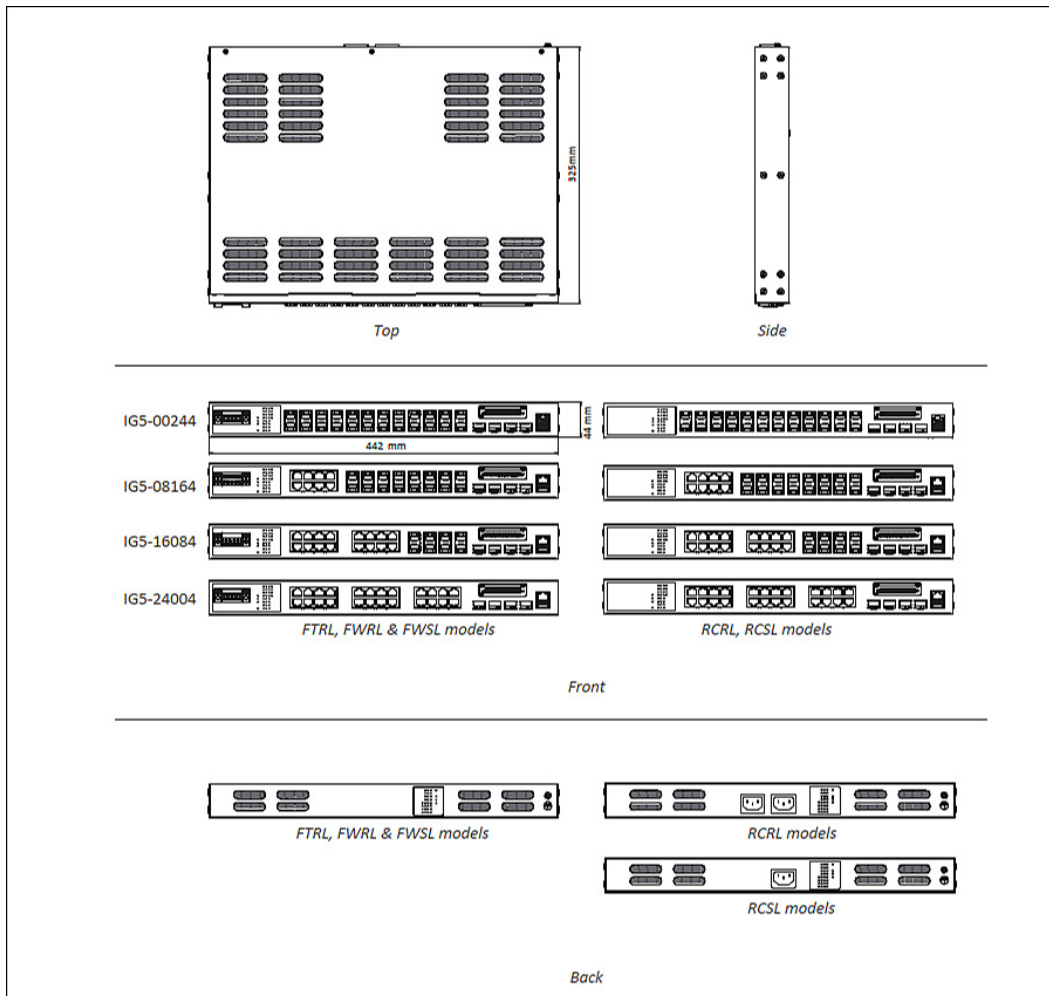 325mm
Top
Side
IG5-00244
44 mm
442 mm
IG5-08164
IG5-16084
IG5-24004
FTRL, FWRL & FWSL models
RCRL, RCSL models
Front
FTRL, FWRL & FWSL models
RCRL models
RCSL models
Back